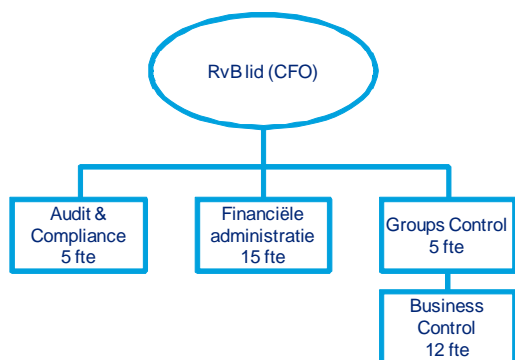 RvB lid (CFO)
Audit &
Compliance
5 fte
Financiële
administratie
15 fte
Groups Control
5 fte
Business
Control
12 fte